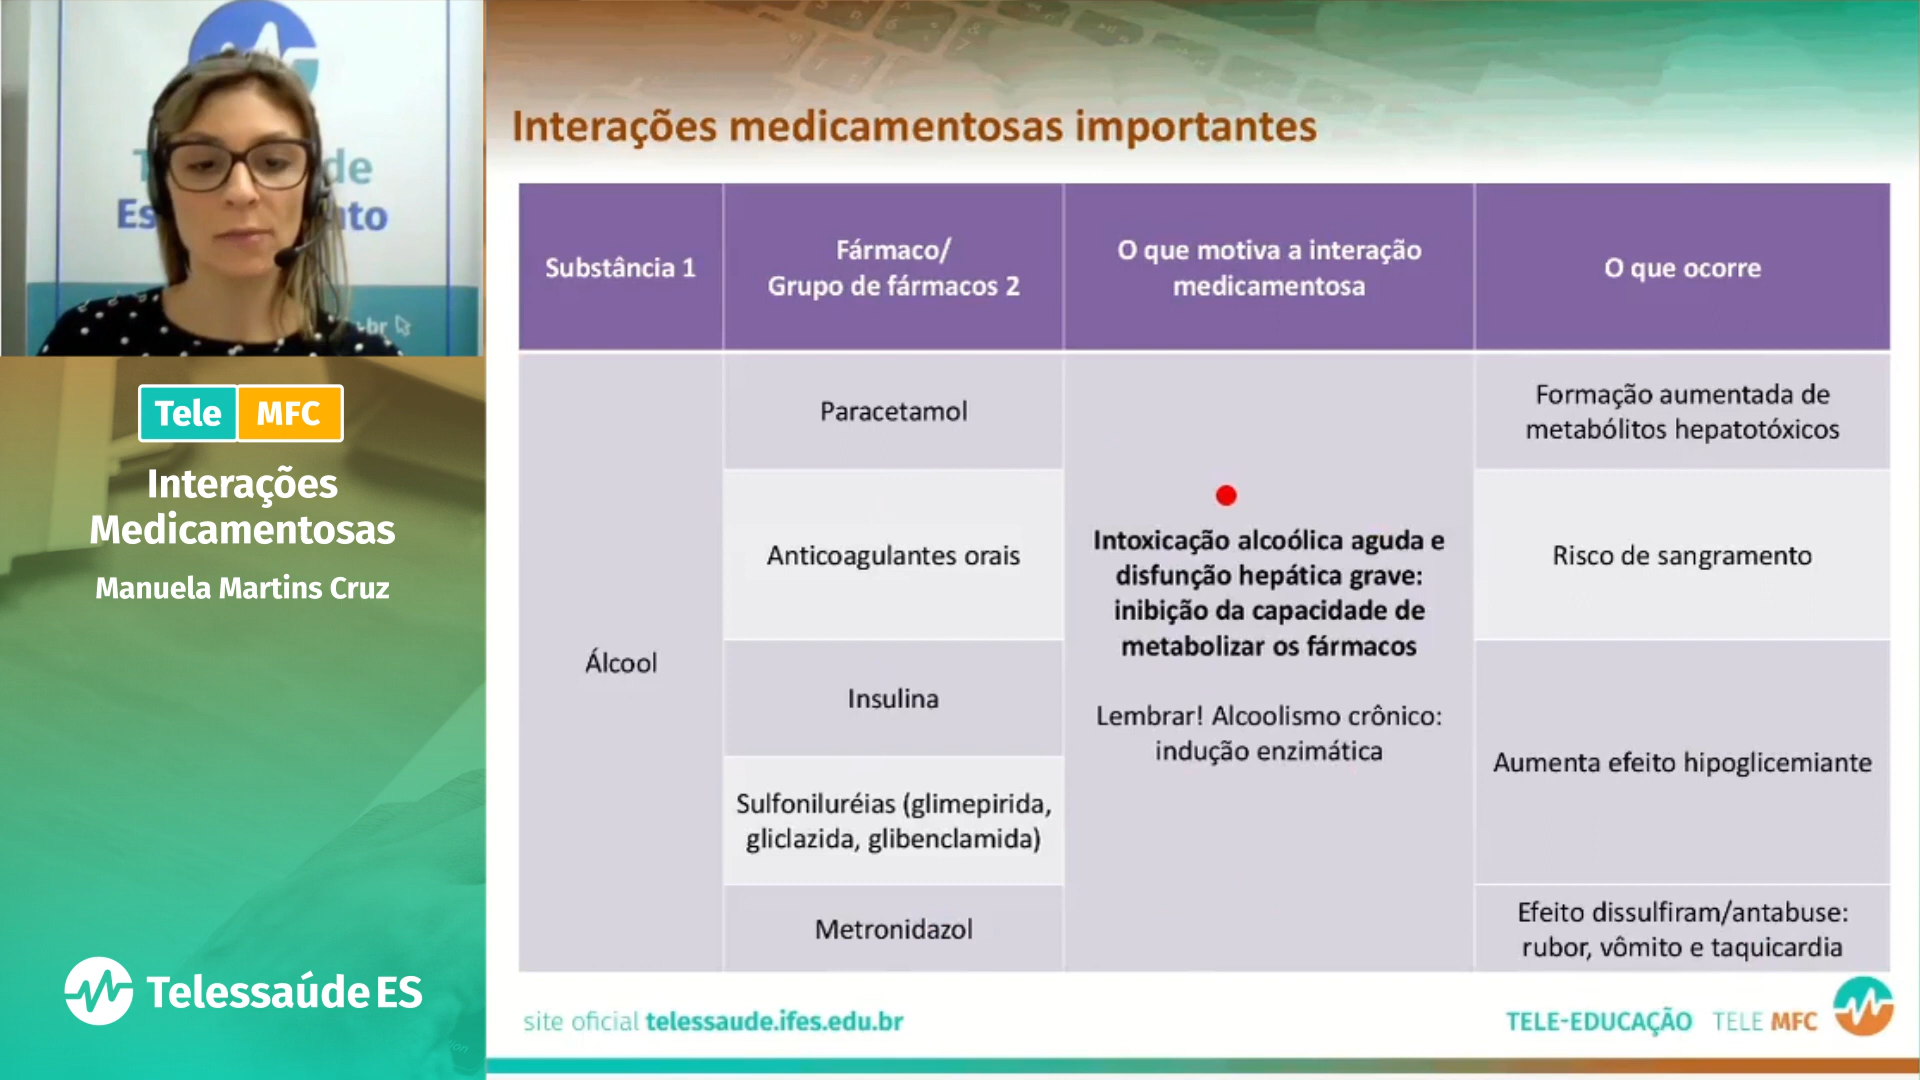 Interações medicamentosas importantes
Substância 1
Fármaco/
Grupo de fármacos 2
O que motiva a interação
medicamentosa
O que ocorre
Álcool
Paracetamol
Anticoagulantes orais
Insulina
Sulfoniluréias (glimepirida,
gliclazida, glibenclamida)
Metronidazol
Intoxicação alcoólica aguda e
disfunção hepática grave:
inibição da capacidade de
metabolizar os fármacos
Lembrar! Alcoolismo crônico:
indução enzimática
Formação aumentada de
metabólitos hepatotóxicos
Risco de sangramento
Aumenta efeito hipoglicemiante
Efeito dissulfiram/antabuse:
rubor, vômito e taquicardia
site oficial telessaude.ifes.edu.br
TELE-EDUCAÇÃO TELE MFC
Tele MFC
Interações
Medicamentosas
Manuela Martins Cruz
TelessaúdeES